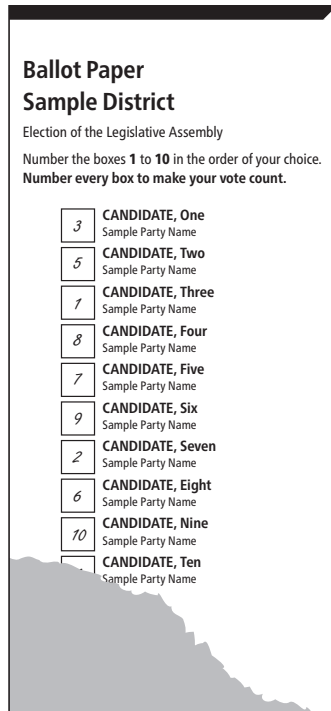 Ballot Paper
Sample District
Election of the Legislative Assembly
Number the boxes 1 to 10 in the order of your choice.
Number every box to make your vote count.
3 CANDIDATE, One
Sample Party Name
5 CANDIDATE, Two
Sample Party Name
1 CANDIDATE, Three
Sample Party Name
8 CANDIDATE, Four
Sample Party Name
7 CANDIDATE, Five
Sample Party Name
9 CANDIDATE, Six
Sample Party Name
2 CANDIDATE, Seven
Sample Party Name
6 CANDIDATE, Eight
Sample Party Name
10 CANDIDATE, Nine
Sample Party Name
CANDIDATE, Ten
Sample Party Name